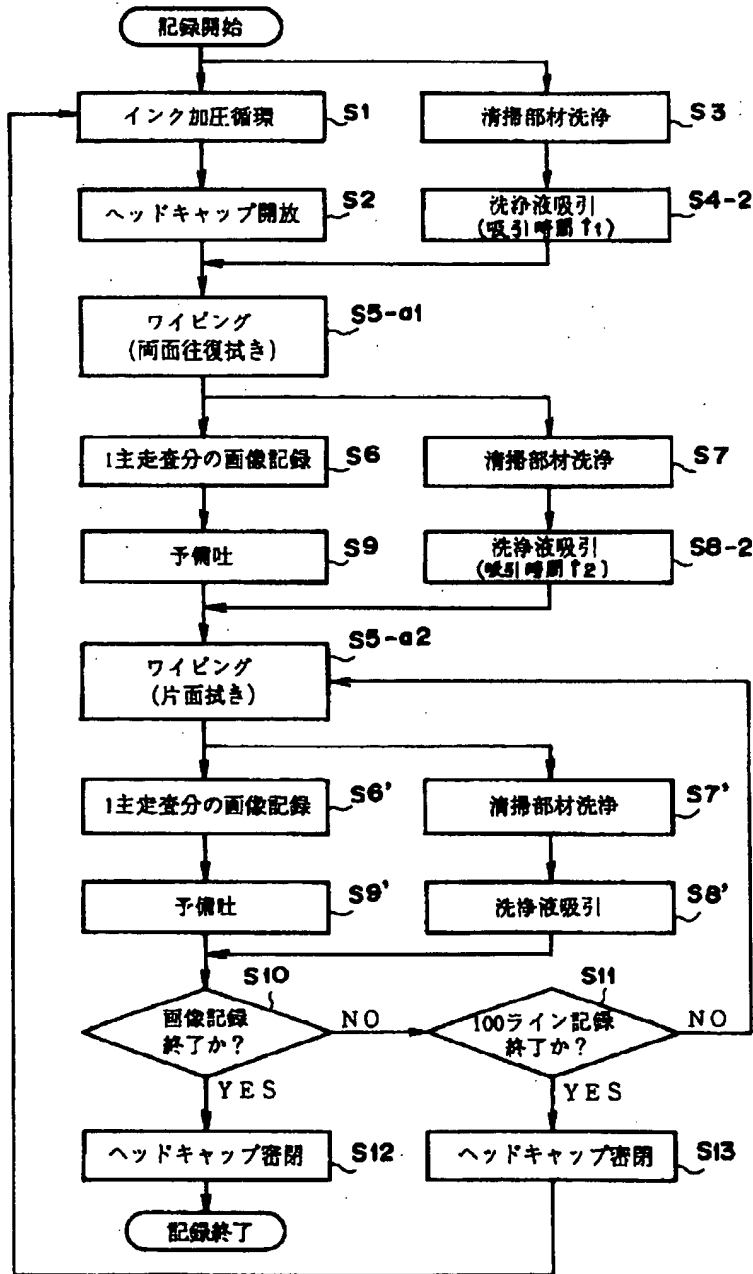 記録開始
インク加圧循環
S1
清掃部材洗浄
S3
ヘッドキャップ開放
S2
洗浄液吸引
(吸引時間↑1)
S4-2
ワイピング
(両面往復拭き)
S5-a1
1主走査分の画像記録
S6
清掃部材洗浄
S7
予備吐
S9
洗浄液吸引
(吸引時間↑2)
S8-2
ワイピング
(片面拭き)
S5-a2
1主走査分の画像記録
S6'
清掃部材洗浄
S7'
予備吐
S9'
洗浄液吸引
S8'
画像記録
終了か?
S10
NO
100ライン記録
終了か?
S11
NO
YES
YES
ヘッドキャップ密閉
S12
ヘッドキャップ密閉
S13
記録終了